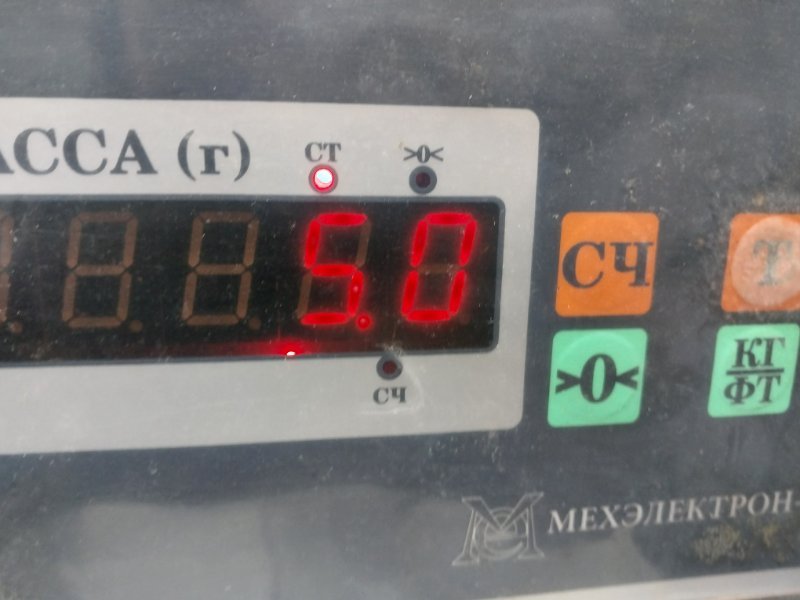 АССА (г)
СТ >0<
5.0
СЧ
СЧ Т
>0< КГ
ФТ
МЕХЭЛЕКТРОН-